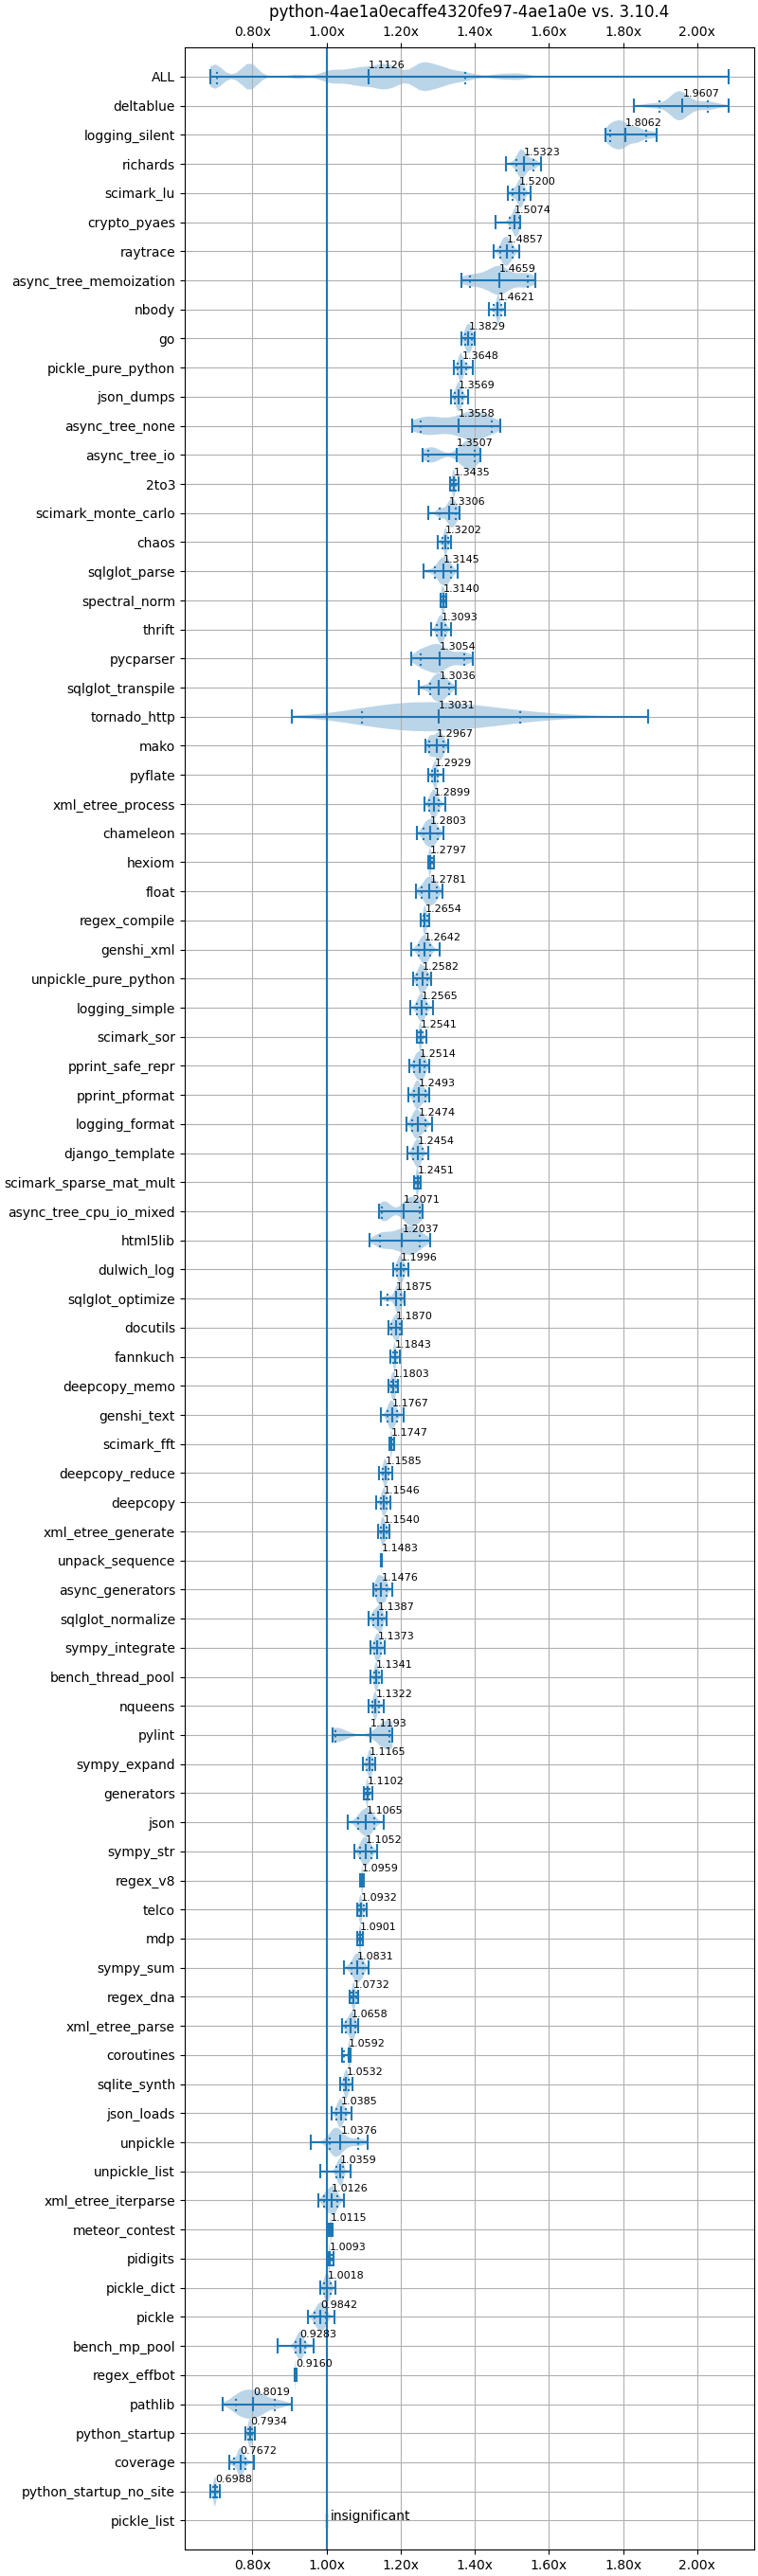 python-4ae1a0ecaffe4320fe97-4ae1a0e vs. 3.10.4
0.80x 1.00x 1.20x 1.40x 1.60x 1.80x 2.00x
ALL 1.1126
deltablue 1.9607
logging_silent 1.8062
richards 1.5323
scimark_lu 1.5200
crypto_pyaes 1.5074
raytrace 1.4857
async_tree_memoization 1.4659
nbody 1.4621
go 1.3829
pickle_pure_python 1.3648
json_dumps 1.3569
async_tree_none 1.3558
async_tree_io 1.3507
2to3 1.3435
scimark_monte_carlo 1.3306
chaos 1.3202
sqlglot_parse 1.3145
spectral_norm 1.3140
thrift 1.3093
pycparser 1.3054
sqlglot_transpile 1.3036
tornado_http 1.3031
mako 1.2967
pyflate 1.2929
xml_etree_process 1.2899
chameleon 1.2803
hexiom 1.2797
float 1.2781
regex_compile 1.2654
genshi_xml 1.2642
unpickle_pure_python 1.2582
logging_simple 1.2565
scimark_sor 1.2541
pprint_safe_repr 1.2514
pprint_pformat 1.2493
logging_format 1.2474
django_template 1.2454
scimark_sparse_mat_mult 1.2451
async_tree_cpu_io_mixed 1.2071
html5lib 1.2037
dulwich_log 1.1996
sqlglot_optimize 1.1875
docutils 1.1870
fannkuch 1.1843
deepcopy_memo 1.1803
genshi_text 1.1767
scimark_fft 1.1747
deepcopy_reduce 1.1585
deepcopy 1.1546
xml_etree_generate 1.1540
unpack_sequence 1.1483
async_generators 1.1476
sqlglot_normalize 1.1387
sympy_integrate 1.1373
bench_thread_pool 1.1341
nqueens 1.1322
pylint 1.1193
sympy_expand 1.1165
generators 1.1102
json 1.1065
sympy_str 1.1052
regex_v8 1.0959
telco 1.0932
mdp 1.0901
sympy_sum 1.0831
regex_dna 1.0732
xml_etree_parse 1.0658
coroutines 1.0592
sqlite_synth 1.0532
json_loads 1.0385
unpickle 1.0376
unpickle_list 1.0359
xml_etree_iterparse 1.0126
meteor_contest 1.0115
pidigits 1.0093
pickle_dict 1.0018
pickle 0.9842
bench_mp_pool 0.9283
regex_effbot 0.9160
pathlib 0.8019
python_startup 0.7934
coverage 0.7672
python_startup_no_site 0.6988
pickle_list insignificant
0.80x 1.00x 1.20x 1.40x 1.60x 1.80x 2.00x